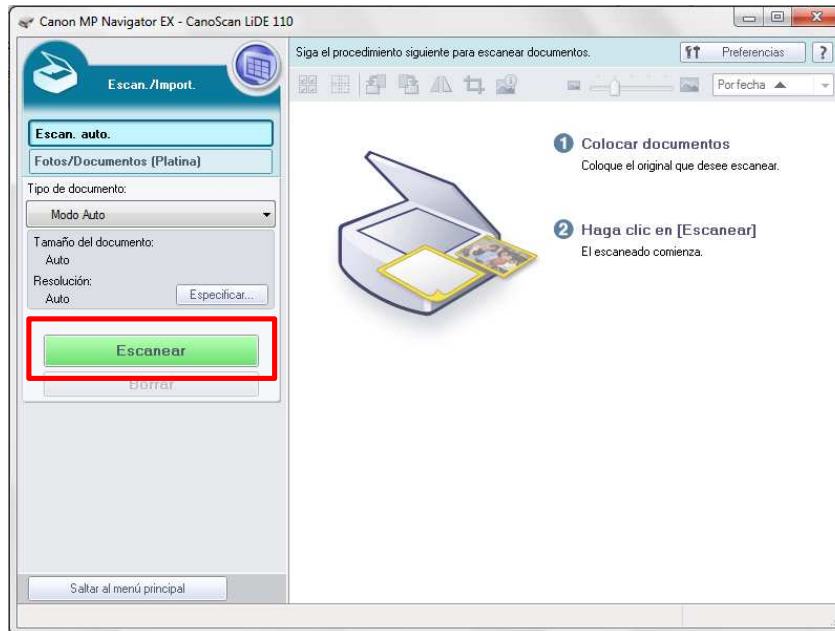 Canon MP Navigator EX - CanoScan LiDE 110
Siga el procedimiento siguiente para escanear documentos.
Preferencias
?
Escan./Import.
Por fecha
Escan. auto.
Fotos/Documentos (Platina)
Tipo de documento:
Modo Auto
Tamaño del documento:
Auto
Resolución:
Auto
Especificar...
Escanear
Borrar
Saltar al menú principal
1 Colocar documentos
Coloque el original que desee escanear.
2 Haga clic en [Escanear]
El escaneado comienza.